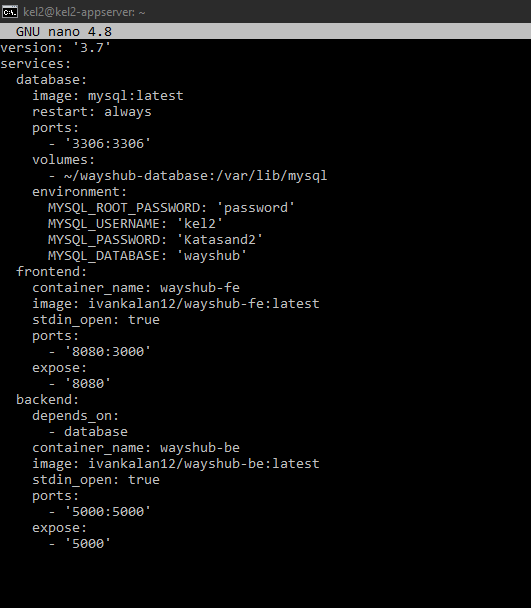 kel2@kel2-appserver: ~
GNU nano 4.8
version: '3.7'
services:
  database:
    image: mysql:latest
    restart: always
    ports:
      - '3306:3306'
    volumes:
      - ~/wayshub-database:/var/lib/mysql
    environment:
      MYSQL_ROOT_PASSWORD: 'password'
      MYSQL_USERNAME: 'kel2'
      MYSQL_PASSWORD: 'Katasand2'
      MYSQL_DATABASE: 'wayshub'
  frontend:
    container_name: wayshub-fe
    image: ivankalan12/wayshub-fe:latest
    stdin_open: true
    ports:
      - '8080:3000'
    expose:
      - '8080'
  backend:
    depends_on:
      - database
    container_name: wayshub-be
    image: ivankalan12/wayshub-be:latest
    stdin_open: true
    ports:
      - '5000:5000'
    expose:
      - '5000'